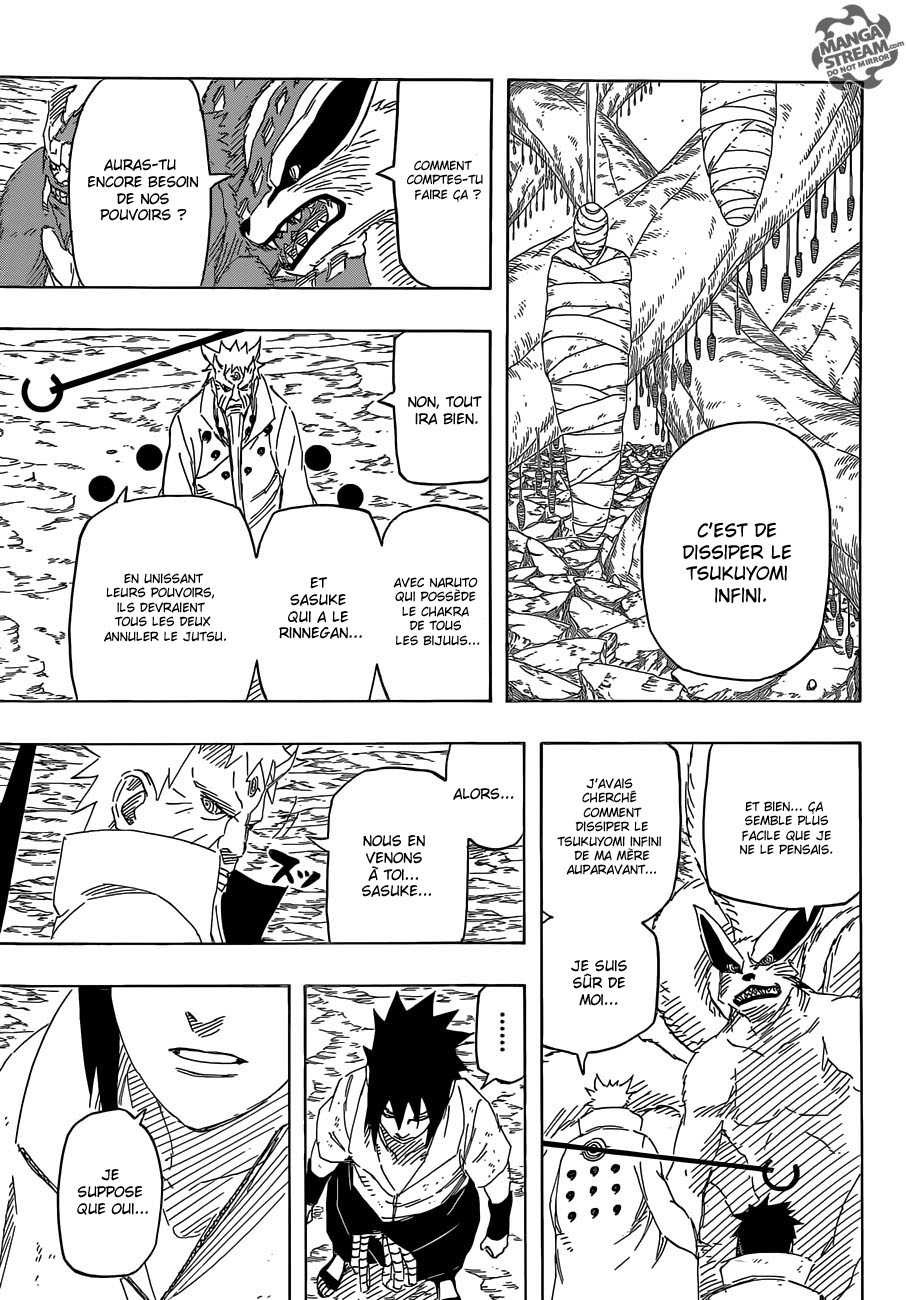 MANGA
STREAM.com
DO NOT MIRROR
C'EST DE
DISSIPER LE
TSUKUYOMI
INFINI.
COMMENT
COMPTES-TU
FAIRE ÇA ?
AURAS-TU
ENCORE BESOIN
DE NOS
POUVOIRS ?
NON, TOUT
IRA BIEN.
AVEC NARUTO
QUI POSSÈDE
LE CHAKRA
DE TOUS
LES BIJUUS...
ET
SASUKE
QUI A LE
RINNEGAN...
EN UNISSANT
LEURS POUVOIRS,
ILS DEVRAIENT
TOUS LES DEUX
ANNULER LE JUTSU.
ET BIEN... ÇA
SEMBLE PLUS
FACILE QUE JE
NE LE PENSAIS.
J'AVAIS
CHERCHÉ
COMMENT
DISSIPER LE
TSUKUYOMI INFINI
DE MA MÈRE
AUPARAVANT...
JE SUIS
SÛR DE
MOI...
ALORS...
NOUS EN
VENONS
À TOI...
SASUKE...
ズッ
........
JE
SUPPOSE
QUE OUI...